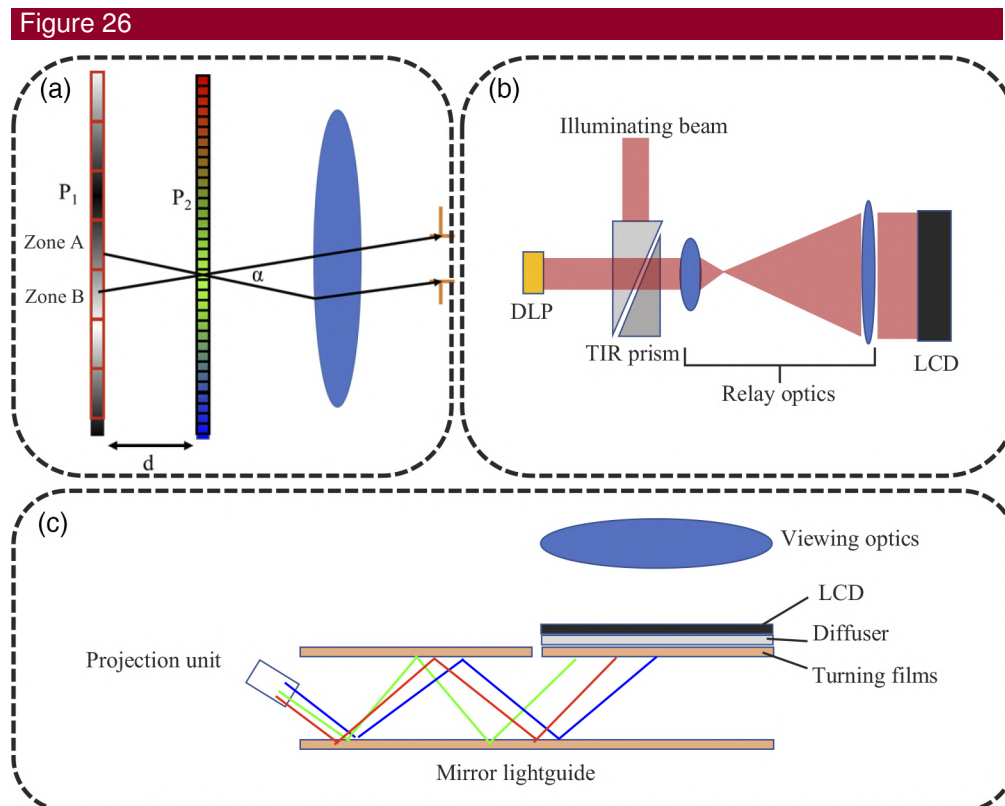 Figure 26
(a)
P1
P2
Zone A
Zone B
α
d
(b)
Illuminating beam
DLP
TIR prism
LCD
Relay optics
(c)
Viewing optics
LCD
Diffuser
Projection unit
Turning films
Mirror lightguide